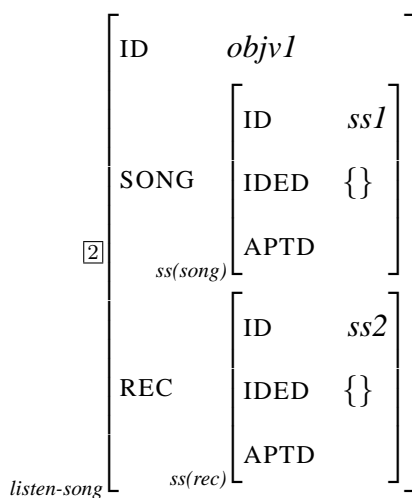 ID objv1
ID ss1
SONG IDED {}
2
APTD
ss(song)
ID ss2
REC IDED {}
APTD
listen-song ss(rec)